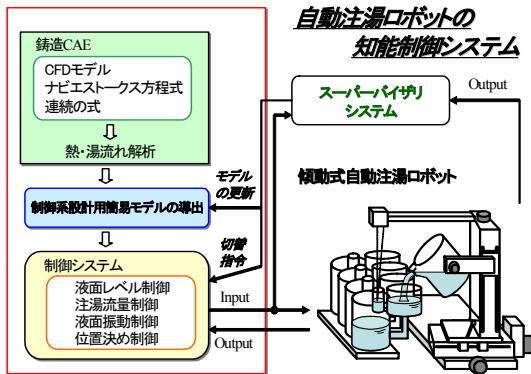 自動注湯ロボットの
知能制御システム
鋳造CAE
CFDモデル
ナビエストークス方程式
連続の式
熱・湯流れ解析
スーパーバイザリ
システム
Output
モデル
の更新
傾動式自動注湯ロボット
制御系設計用簡易モデルの導出
切替
指令
制御システム
液面レベル制御
注湯流量制御
液面振動制御
位置決め制御
Input
Output